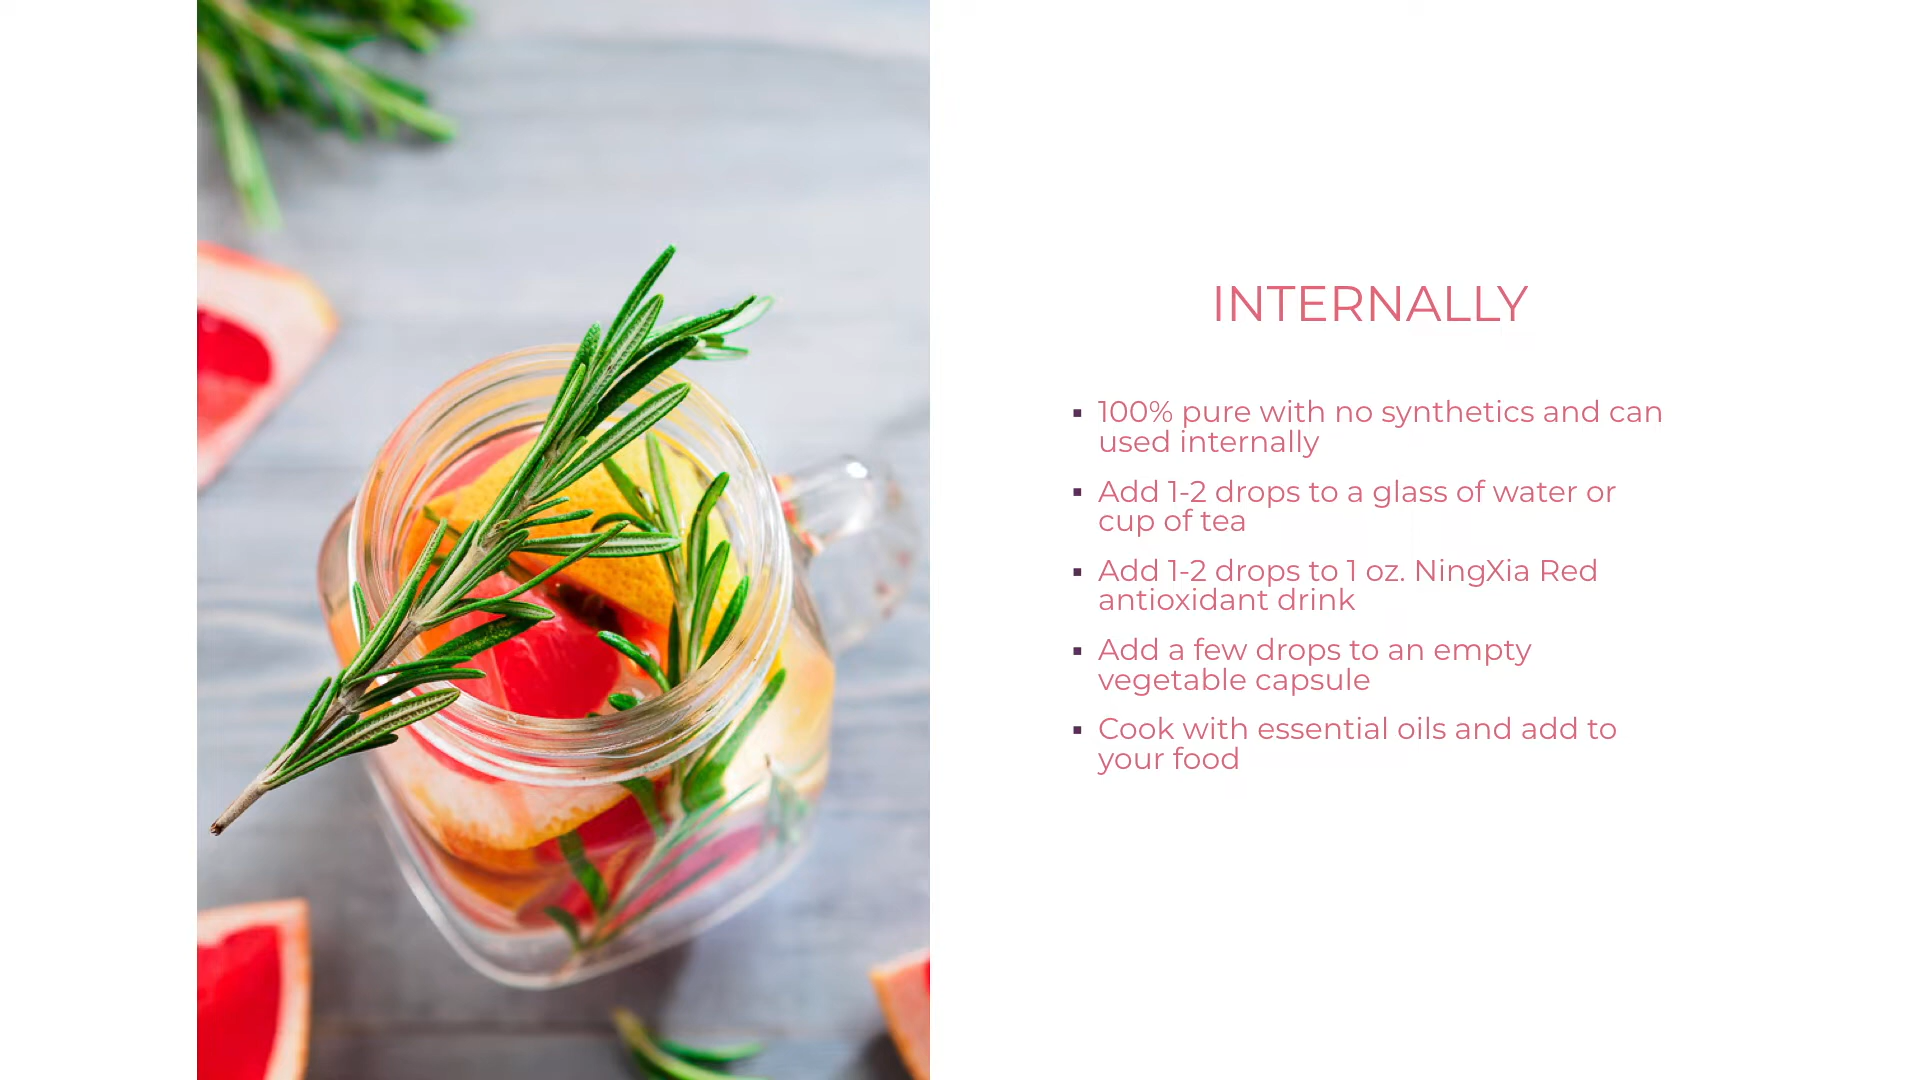 INTERNALLY
▪ 100% pure with no synthetics and can
used internally
▪ Add 1-2 drops to a glass of water or
cup of tea
▪ Add 1-2 drops to 1 oz. NingXia Red
antioxidant drink
▪ Add a few drops to an empty
vegetable capsule
▪ Cook with essential oils and add to
your food